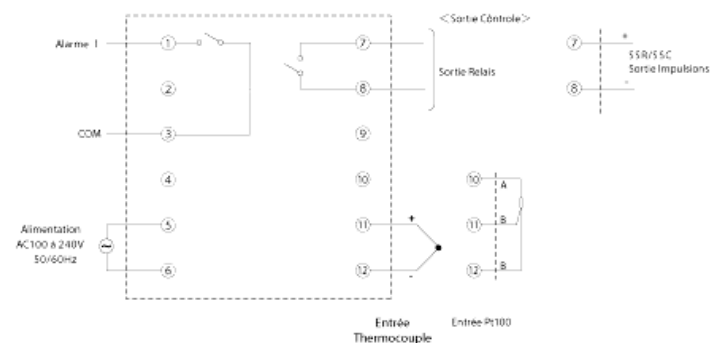 <Sortie Côntrole>
Alarme 1
1
7
7
+
SSR/SSC
Sortie Impulsions
Sortie Relais
2
8
8
-
COM
3
9
4
10
10
A
Alimentation
AC100 à 240V
50/60Hz
5
11
+
11
B
6
12
-
12
B
Entrée
Thermocouple
Entrée Pt100